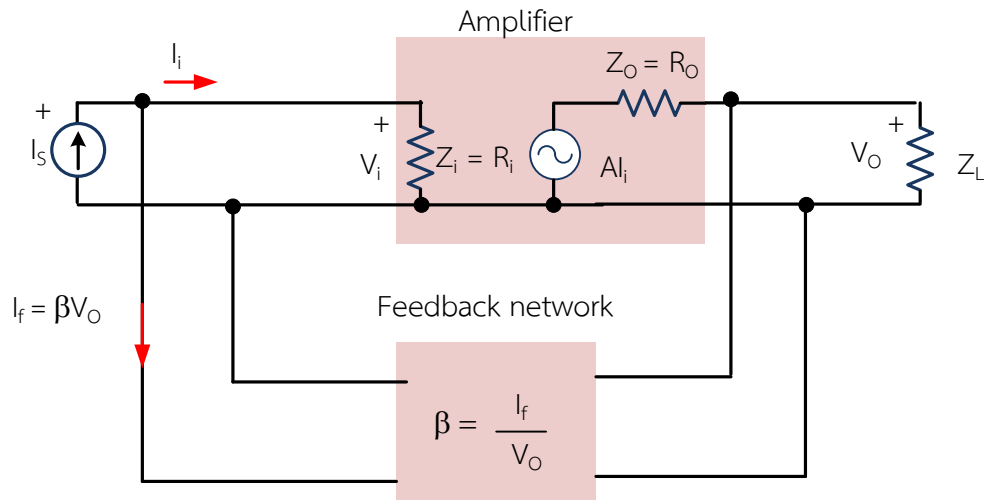 Amplifier
I_i
Z_O = R_O
+
I_S
+
V_i
Z_i = R_i
AI_i
+
V_O
Z_L
I_f = βV_O
Feedback network
β = I_f / V_O